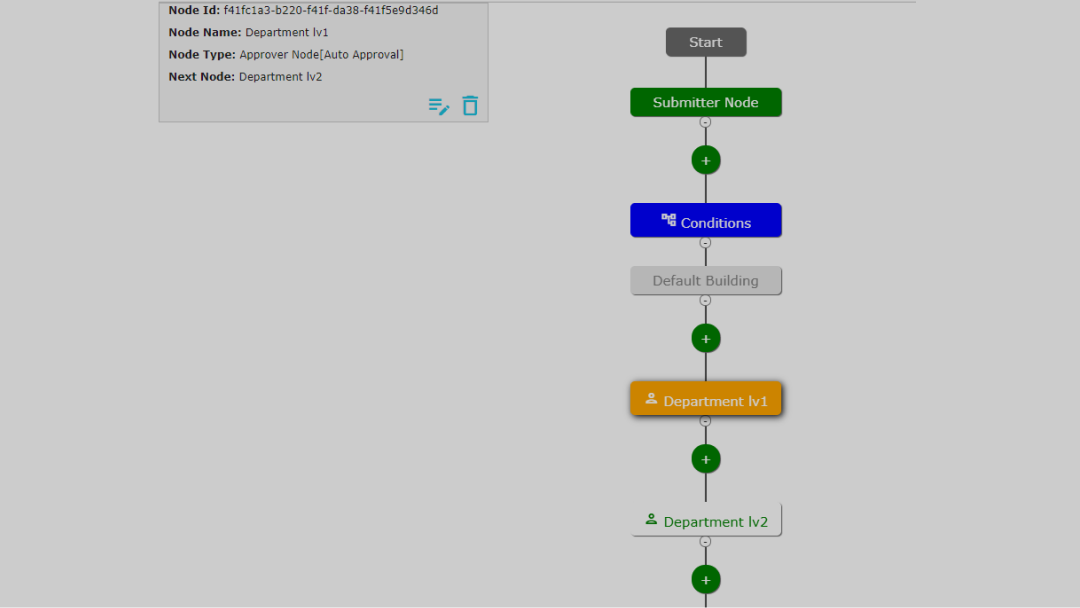 Node Id: f41fc1a3-b220-f41f-da38-f41f5e9d346d
Node Name: Department lv1
Node Type: Approver Node[Auto Approval]
Next Node: Department lv2
Start
Submitter Node
-
+
Conditions
-
Default Building
-
+
Department lv1
-
+
Department lv2
-
+